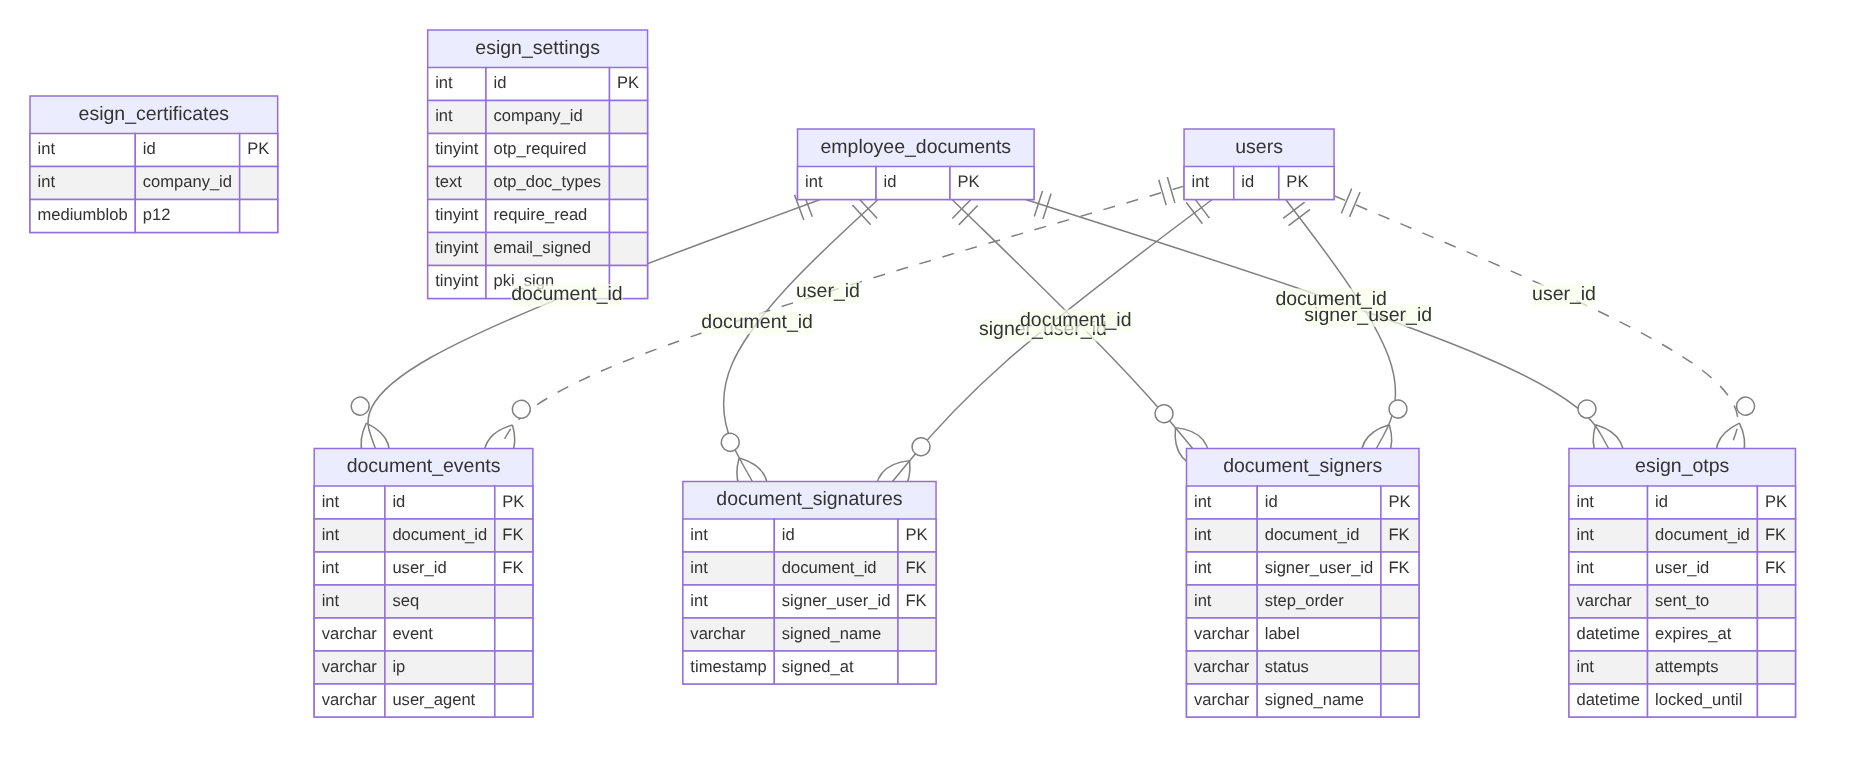 esign_certificates
int id PK
int company_id
mediumblob p12
esign_settings
int id PK
int company_id
tinyint otp_required
text otp_doc_types
tinyint require_read
tinyint email_signed
tinyint pki_sign
employee_documents
int id PK
users
int id PK
document_id
user_id
document_id
signer_user_id
document_id
document_id
signer_user_id
user_id
document_events
int id PK
int document_id FK
int user_id FK
int seq
varchar event
varchar ip
varchar user_agent
document_signatures
int id PK
int document_id FK
int signer_user_id FK
varchar signed_name
timestamp signed_at
document_signers
int id PK
int document_id FK
int signer_user_id FK
int step_order
varchar label
varchar status
varchar signed_name
esign_otps
int id PK
int document_id FK
int user_id FK
varchar sent_to
datetime expires_at
int attempts
datetime locked_until